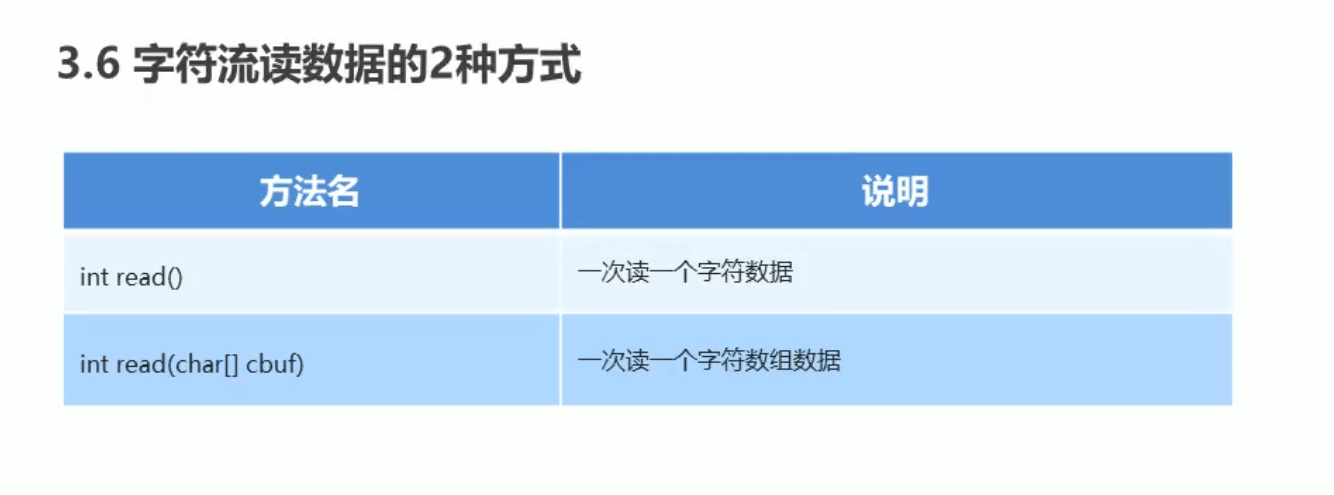 3.6 字符流读数据的2种方式
方法名 说明
int read() 一次读一个字符数据
int read(char[] cbuf) 一次读一个字符数组数据